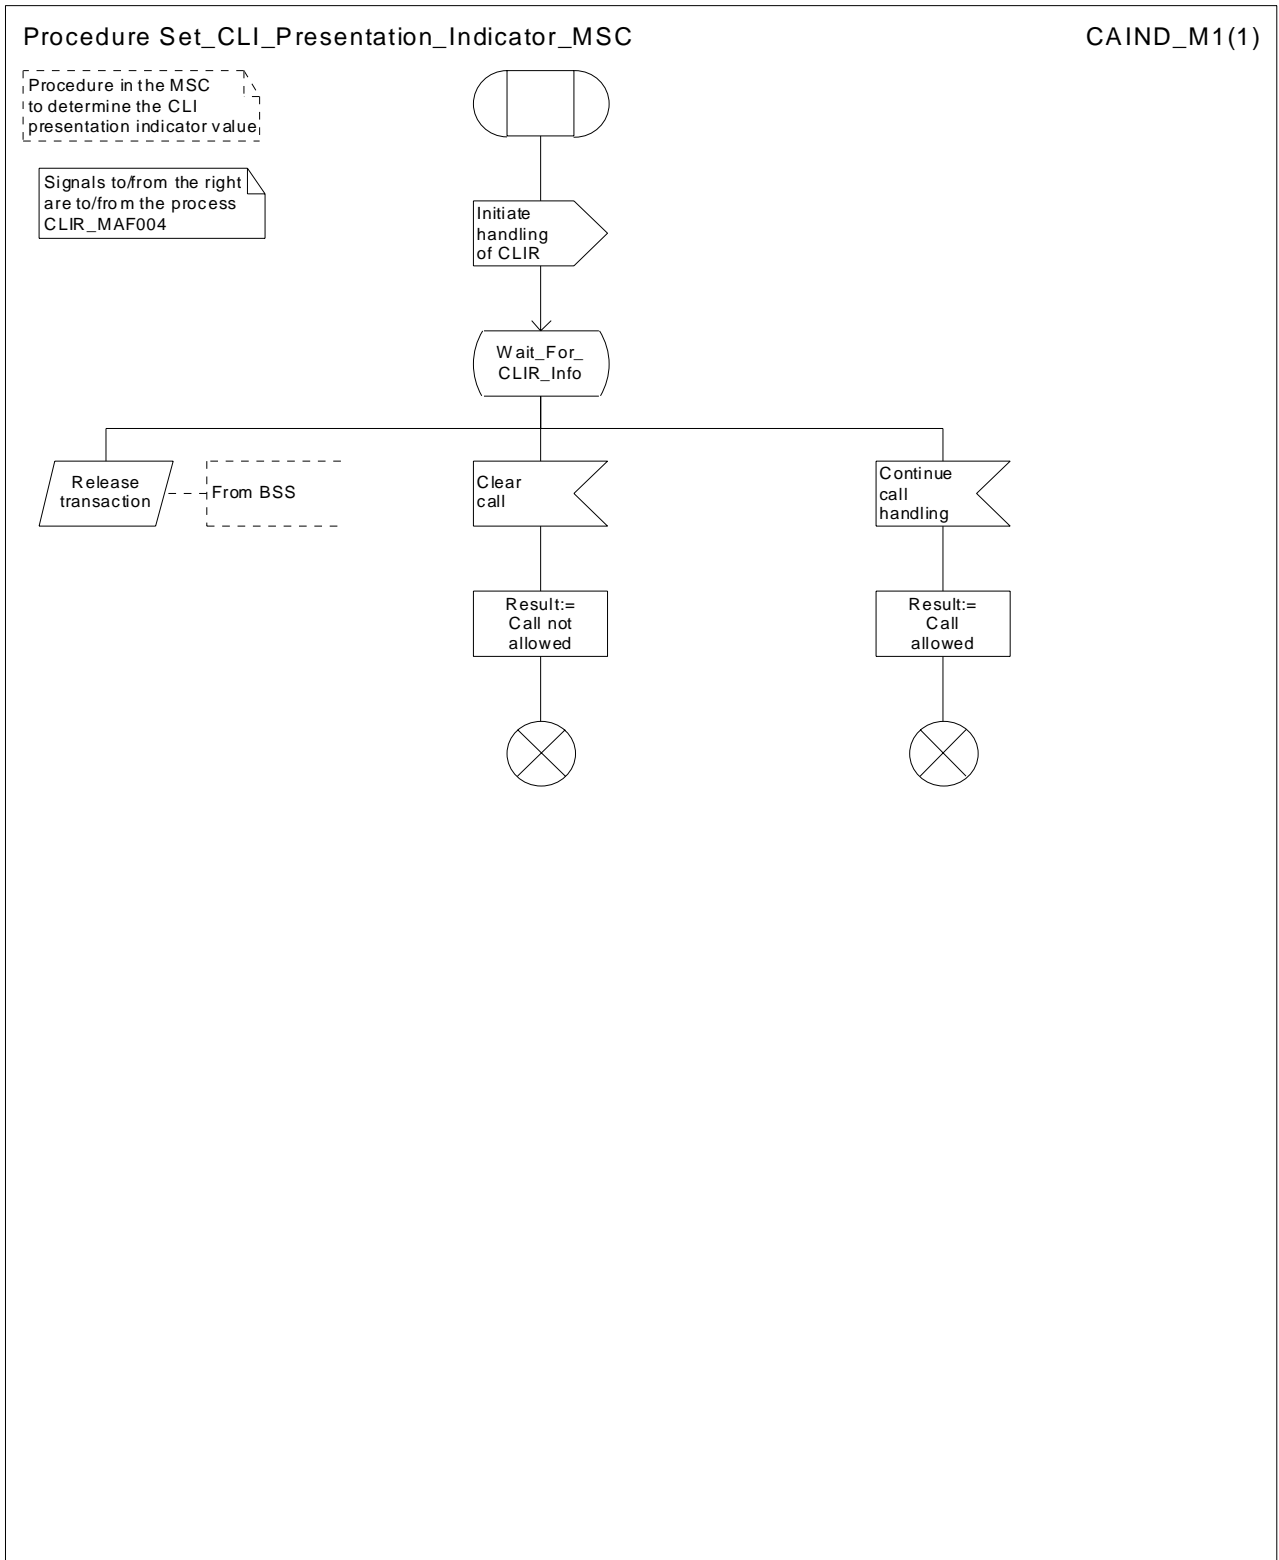 Procedure Set_CLI_Presentation_Indicator_MSC
CAIND_M1(1)
Procedure in the MSC
to determine the CLI
presentation indicator value
Signals to/from the right
are to/from the process
CLIR_MAF004
Initiate
handling
of CLIR
Wait_For_
CLIR_Info
Release
transaction
From BSS
Clear
call
Continue
call
handling
Result:=
Call not
allowed
Result:=
Call
allowed